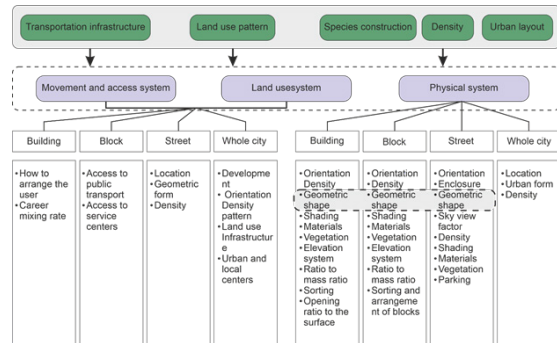 Transportation infrastructure
Land use pattern
Species construction
Density
Urban layout
Movement and access system
Land usesystem
Physical system
Building
Block
Street
Whole city
Building
Block
Street
Whole city
•How to
arrange the
user
•Career
mixing rate
•Access to
public
transport
•Access to
service
centers
•Location
•Geometric
form
•Density
•Developme
nt
• Orientation
Density
pattern
•Land use
Infrastructur
e
•Urban and
local centers
•Orientation
Density
•Geometric
shape
•Shading
•Materials
•Vegetation
•Elevation
system
•Ratio to
mass ratio
•Sorting
•Opening
ratio to the
surface
•Orientation
Density
•Geometric
shape
•Shading
•Materials
•Vegetation
•Elevation
system
•Ratio to
mass ratio
•Sorting and
arrangeme
nt of blocks
•Orientation
•Enclosure
•Geometric
shape
•Sky view
factor
•Density
•Shading
•Materials
•Vegetation
•Parking
•Location
•Urban form
•Density